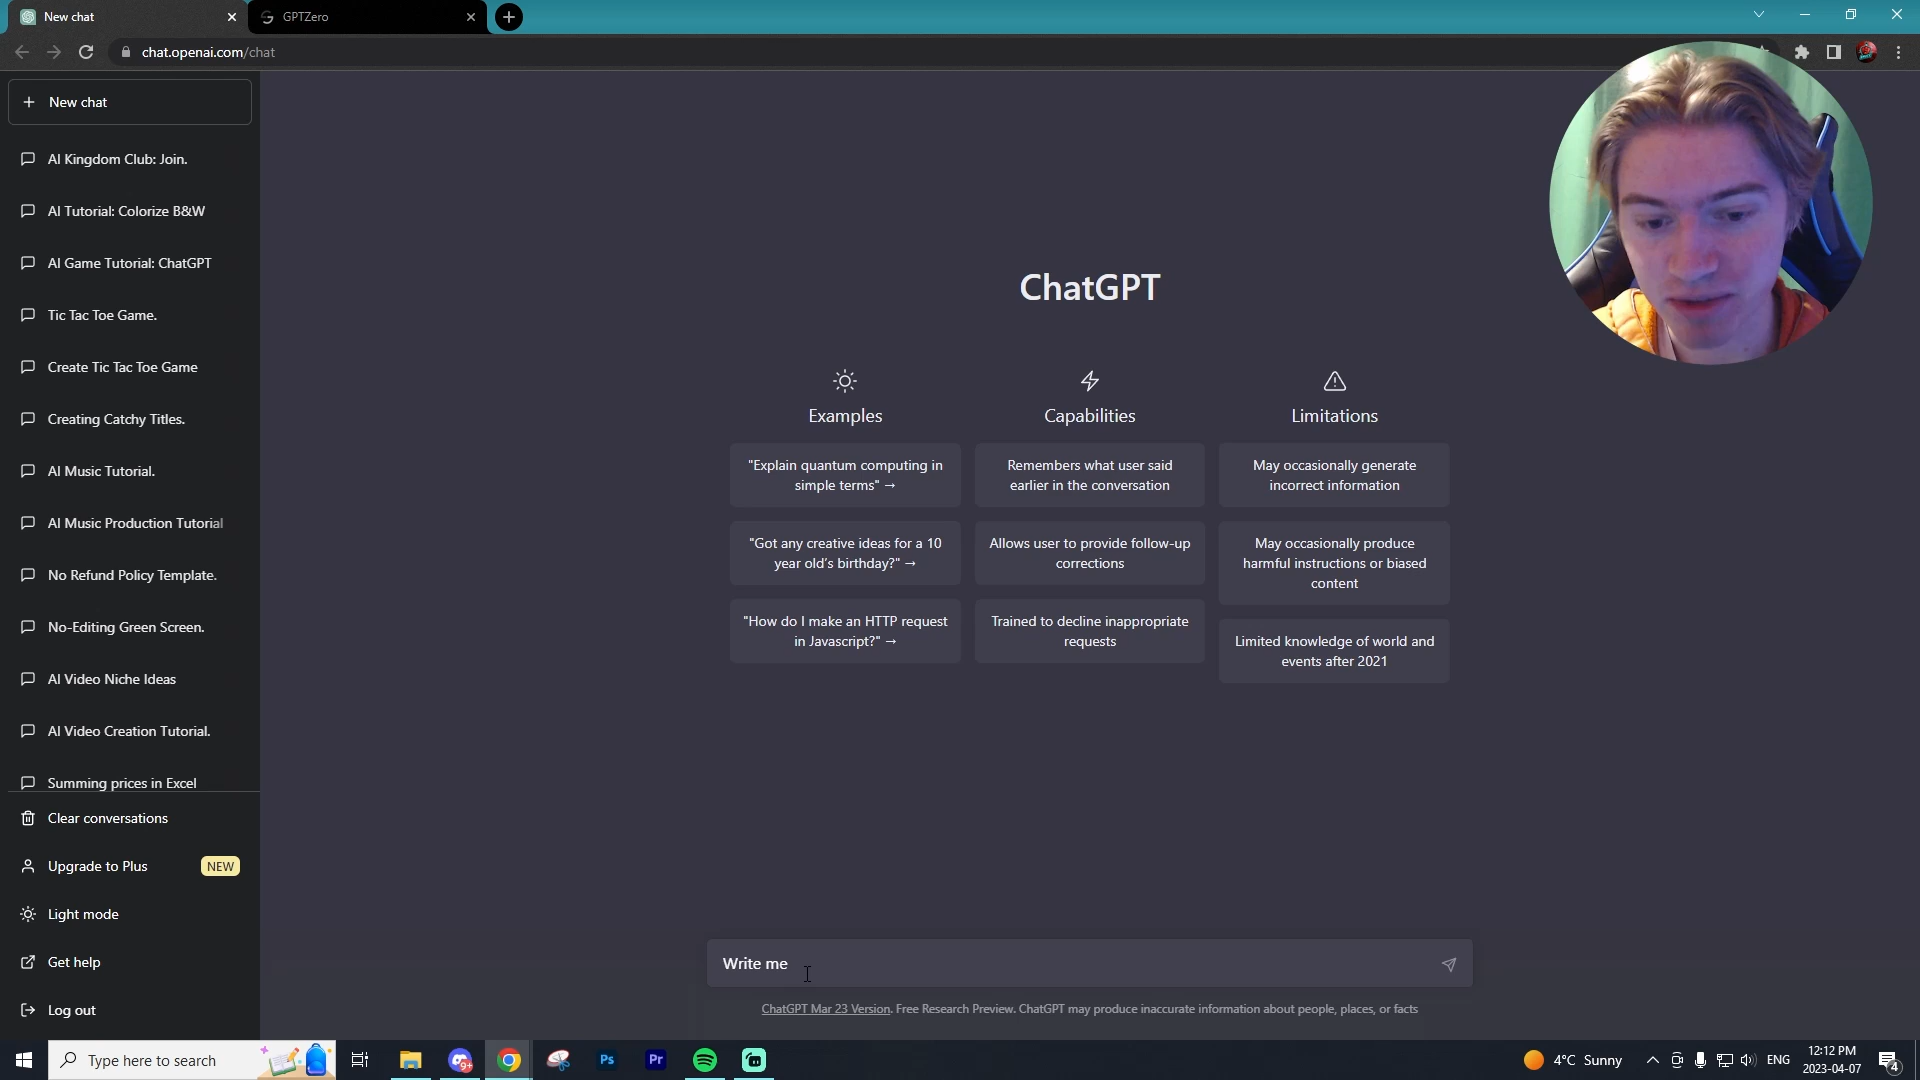 New chat
GPTZero
chat.openai.com/chat
New chat
AI Kingdom Club: Join.
AI Tutorial: Colorize B&W
AI Game Tutorial: ChatGPT
Tic Tac Toe Game.
Create Tic Tac Toe Game
Creating Catchy Titles.
AI Music Tutorial.
AI Music Production Tutorial
No Refund Policy Template.
No-Editing Green Screen.
AI Video Niche Ideas
AI Video Creation Tutorial.
Summing prices in Excel
Clear conversations
Upgrade to Plus NEW
Light mode
Get help
Log out
ChatGPT
Examples
"Explain quantum computing in
simple terms" →
"Got any creative ideas for a 10
year old's birthday?" →
"How do I make an HTTP request
in Javascript?" →
Capabilities
Remembers what user said
earlier in the conversation
Allows user to provide follow-up
corrections
Trained to decline inappropriate
requests
Limitations
May occasionally generate
incorrect information
May occasionally produce
harmful instructions or biased
content
Limited knowledge of world and
events after 2021
Write me
ChatGPT Mar 23 Version. Free Research Preview. ChatGPT may produce inaccurate information about people, places, or facts
Type here to search
9+
Ps
Pr
4°C Sunny
ENG
12:12 PM
2023-04-07
4